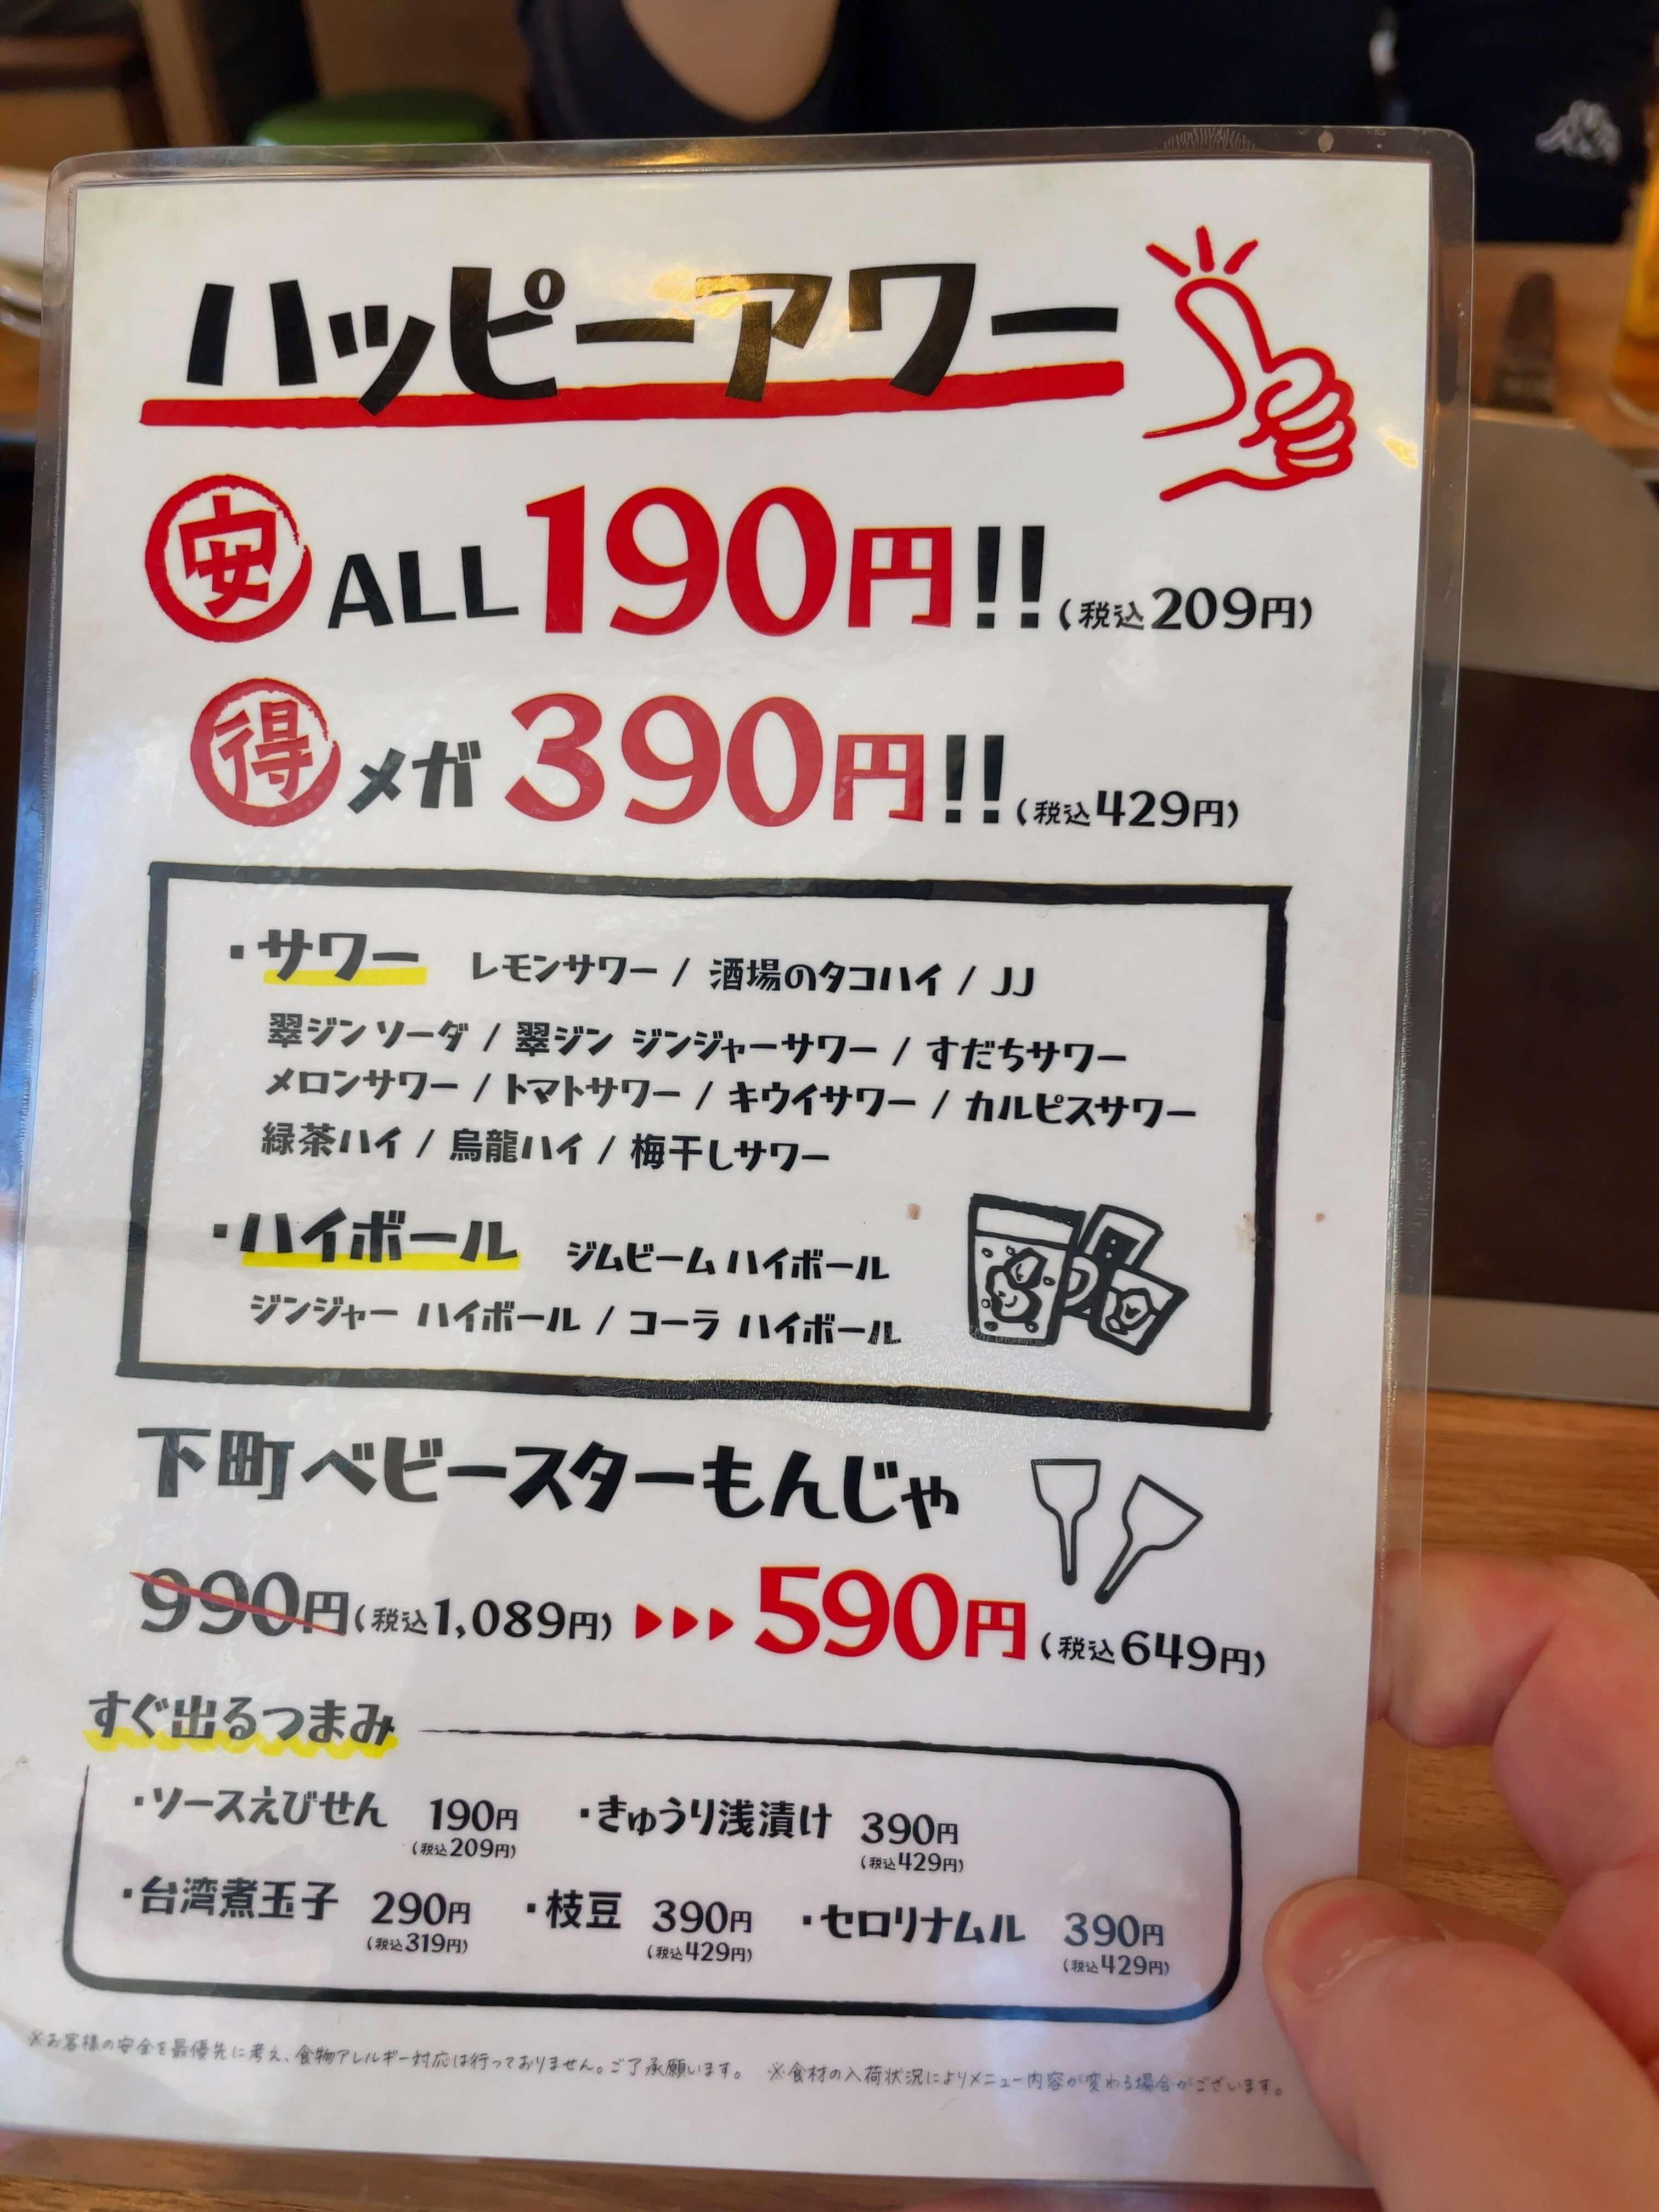 ハッピーアワー
安 ALL 190円!! (税込209円)
得 メガ 390円!! (税込429円)
・サワー レモンサワー / 酒場のタコハイ / JJ
翠ジンソーダ / 翠ジン ジンジャーサワー / すだちサワー
メロンサワー / トマトサワー / キウイサワー / カルピスサワー
緑茶ハイ / 烏龍ハイ / 梅干しサワー
・ハイボール ジムビーム ハイボール
ジンジャー ハイボール / コーラ ハイボール
下町 ベビースターもんじゃ
990円 (税込1,089円) ▶▶▶ 590円 (税込649円)
すぐ出るつまみ
・ソースえびせん 190円 ・きゅうり浅漬け 390円
(税込209円) (税込429円)
・台湾煮玉子 290円 ・枝豆 390円 ・セロリナムル 390円
(税込319円) (税込429円) (税込429円)
※お客様の安全を最優先に考え、食物アレルギー対応は行っておりません。ご了承願います。 ※食材の入荷状況によりメニュー内容が変わる場合がございます。